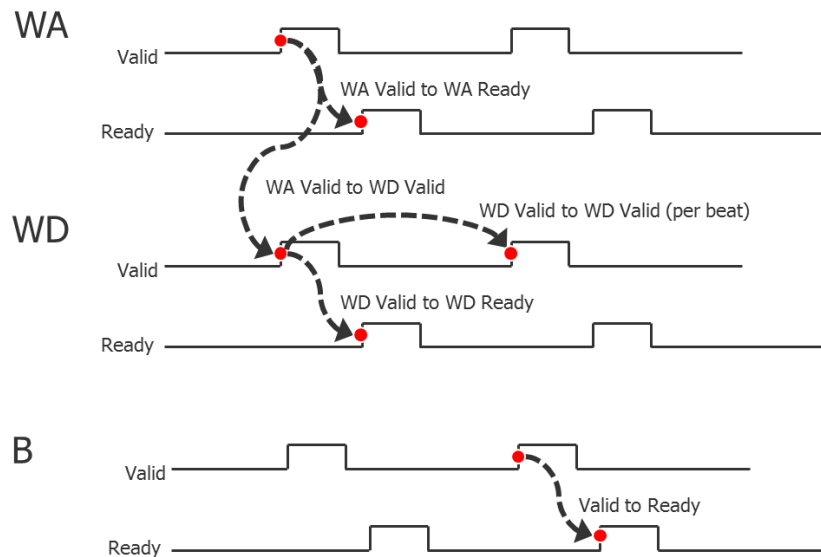 WA
Valid
WA Valid to WA Ready
Ready
WA Valid to WD Valid
WD
WD Valid to WD Valid (per beat)
Valid
WD Valid to WD Ready
Ready
B
Valid
Valid to Ready
Ready